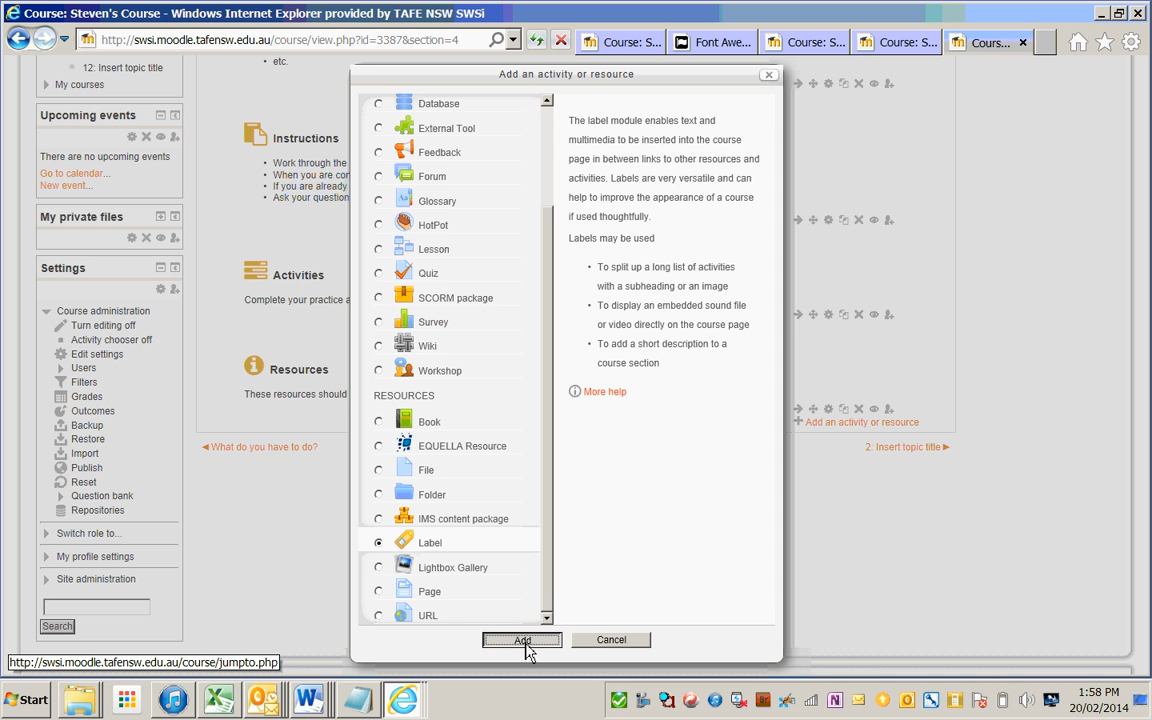 Course: Steven's Course - Windows Internet Explorer provided by TAFE NSW SWSi
http://swsi.moodle.tafensw.edu.au/course/view.php?id=3387&section=4
Course: S...
Font Awe...
Course: S...
Course: S...
Cours...
12: Insert topic title
My courses
Upcoming events
There are no upcoming events
Go to calendar...
New event...
My private files
Settings
Course administration
Turn editing off
Activity chooser off
Edit settings
Users
Filters
Grades
Outcomes
Backup
Restore
Import
Publish
Reset
Question bank
Repositories
Switch role to...
My profile settings
Site administration
Search
http://swsi.moodle.tafensw.edu.au/course/jumpto.php
etc.
Instructions
Work through the
When you are con
If you are already
Ask your question
Activities
Complete your practice a
Resources
These resources should
What do you have to do?
Add an activity or resource
Database
External Tool
Feedback
Forum
Glossary
HotPot
Lesson
Quiz
SCORM package
Survey
Wiki
Workshop
RESOURCES
Book
EQUELLA Resource
File
Folder
IMS content package
Label
Lightbox Gallery
Page
URL
The label module enables text and
multimedia to be inserted into the course
page in between links to other resources and
activities. Labels are very versatile and can
help to improve the appearance of a course
if used thoughtfully.
Labels may be used
To split up a long list of activities
with a subheading or an image
To display an embedded sound file
or video directly on the course page
To add a short description to a
course section
More help
Add
Cancel
Add an activity or resource
2: Insert topic title
Start
1:58 PM
20/02/2014